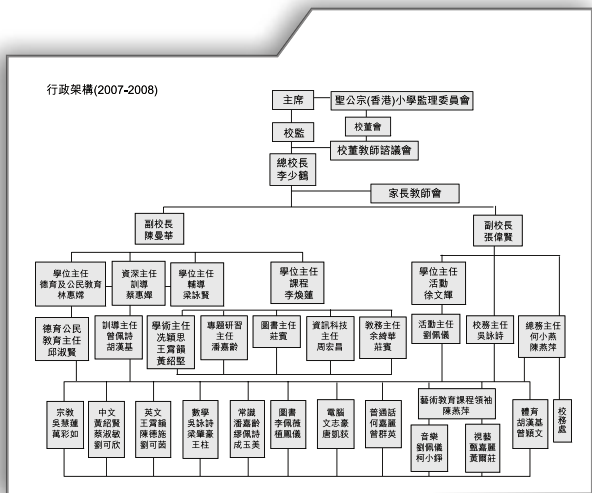 行政架構(2007-2008)
主席
聖公宗(香港)小學監理委員會
校董會
校監
校董教師諮議會
總校長
李少鶴
家長教師會
副校長
陳曼華
副校長
張偉賢
學位主任
德育及公民教育
林惠嫦
資深主任
訓導
蔡惠嬋
學位主任
輔導
梁詠賢
學位主任
課程
李煥蓮
學位主任
活動
徐文輝
德育公民
教育主任
邱淑賢
訓導主任
曾佩詩
胡漢基
學術主任
冼穎思
王霄韻
黃紹堅
專題研習
主任
潘嘉齡
圖書主任
莊賓
資訊科技
主任
周宏昌
教務主任
余綺華
莊賓
活動主任
劉佩儀
校務主任
吳詠詩
總務主任
何小燕
陳燕萍
宗教
吳慧蓮
萬彩如
中文
黃紹賢
蔡淑敏
劉可欣
英文
王霄韻
陳德施
劉可茵
數學
吳詠詩
梁肇豪
王柱
常識
潘嘉齡
繆佩詩
成玉美
圖書
李佩薇
植鳳儀
電腦
文志豪
唐凱荻
普通話
何嘉麗
曾群英
藝術教育課程領袖
陳燕萍
音樂
劉佩儀
柯小錚
視藝
甄嘉麗
黃爾莊
體育
胡漢基
曾穎文
校務處